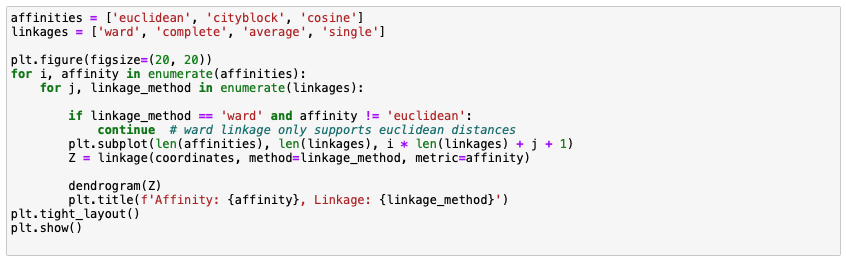 affinities = ['euclidean', 'cityblock', 'cosine']
linkages = ['ward', 'complete', 'average', 'single']

plt.figure(figsize=(20, 20))
for i, affinity in enumerate(affinities):
    for j, linkage_method in enumerate(linkages):

        if linkage_method == 'ward' and affinity != 'euclidean':
            continue  # ward linkage only supports euclidean distances
        plt.subplot(len(affinities), len(linkages), i * len(linkages) + j + 1)
        Z = linkage(coordinates, method=linkage_method, metric=affinity)

        dendrogram(Z)
        plt.title(f'Affinity: {affinity}, Linkage: {linkage_method}')
plt.tight_layout()
plt.show()